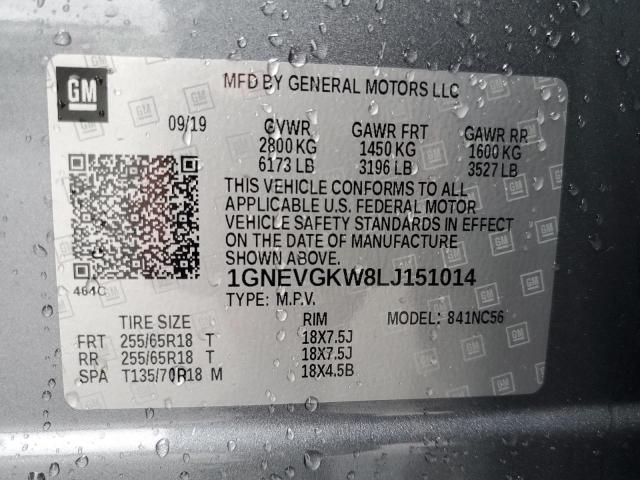 GM
MFD BY GENERAL MOTORS LLC
09/19 GVWR GAWR FRT GAWR RR
2800 KG 1450 KG 1600 KG
6173 LB 3196 LB 3527 LB
THIS VEHICLE CONFORMS TO ALL
APPLICABLE U.S. FEDERAL MOTOR
VEHICLE SAFETY STANDARDS IN EFFECT
ON THE DATE OF MANUFACTURE
SHOWN ABOVE.
464C 1GNEVGKW8LJ151014
TYPE: M.P.V.
TIRE SIZE RIM MODEL: 841NC56
FRT 255/65R18 T 18X7.5J
RR 255/65R18 T 18X7.5J
SPA T135/70R18 M 18X4.5B